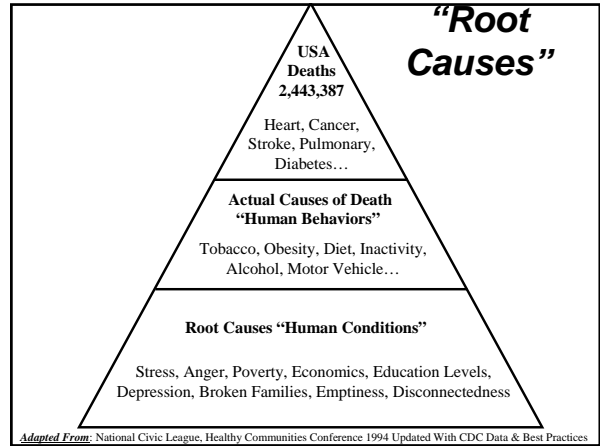 “Root
Causes”
USA
Deaths
2,443,387
Heart, Cancer,
Stroke, Pulmonary,
Diabetes…
Actual Causes of Death
“Human Behaviors”
Tobacco, Obesity, Diet, Inactivity,
Alcohol, Motor Vehicle…
Root Causes “Human Conditions”
Stress, Anger, Poverty, Economics, Education Levels,
Depression, Broken Families, Emptiness, Disconnectedness
Adapted From: National Civic League, Healthy Communities Conference 1994 Updated With CDC Data & Best Practices